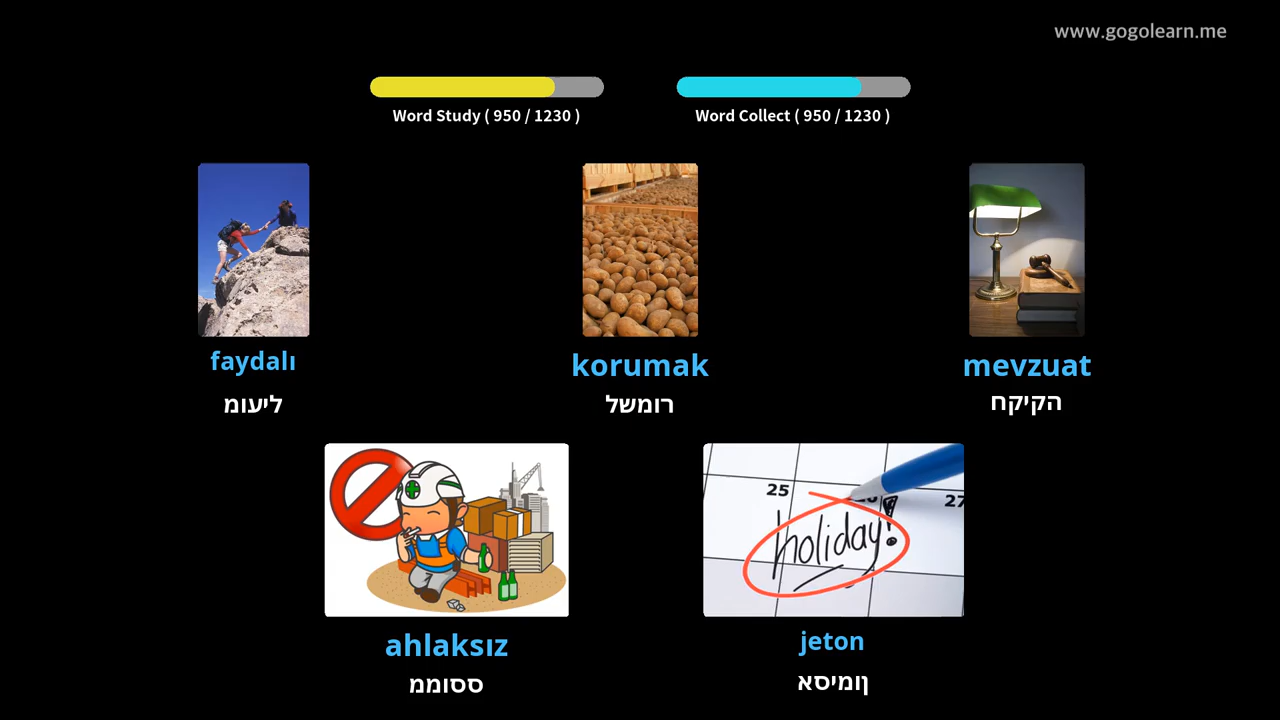 www.gogolearn.me
Word Study ( 950 / 1230 )
Word Collect ( 950 / 1230 )
faydalı
ליעומ
korumak
רומשל
mevzuat
הקיקח
25
27
holiday!
ahlaksız
ססוממ
jeton
ןומיסא